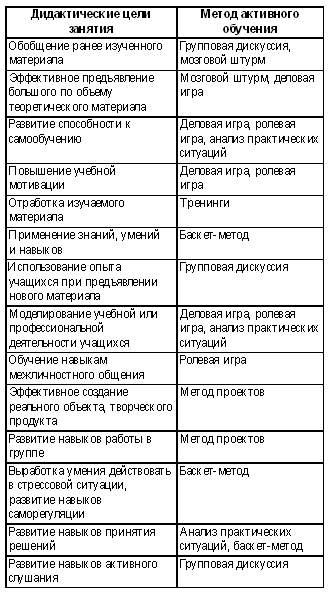 Дидактические цели занятия
Метод активного обучения
Обобщение ранее изученного материала
Групповая дискуссия, мозговой штурм
Эффективное предъявление большого по объему теоретического материала
Мозговой штурм, деловая игра
Развитие способности к самообучению
Деловая игра, ролевая игра, анализ практических ситуаций
Повышение учебной мотивации
Деловая игра, ролевая игра
Отработка изучаемого материала
Тренинги
Применение знаний, умений и навыков
Баскет-метод
Использование опыта учащихся при предъявлении нового материала
Групповая дискуссия
Моделирование учебной или профессиональной деятельности учащихся
Деловая игра, ролевая игра, анализ практических ситуаций
Обучение навыкам межличностного общения
Ролевая игра
Эффективное создание реального объекта, творческого продукта
Метод проектов
Развитие навыков работы в группе
Метод проектов
Выработка умения действовать в стрессовой ситуации, развитие навыков саморегуляции
Баскет-метод
Развитие навыков принятия решений
Анализ практических ситуаций, баскет-метод
Развитие навыков активного слушания
Групповая дискуссия